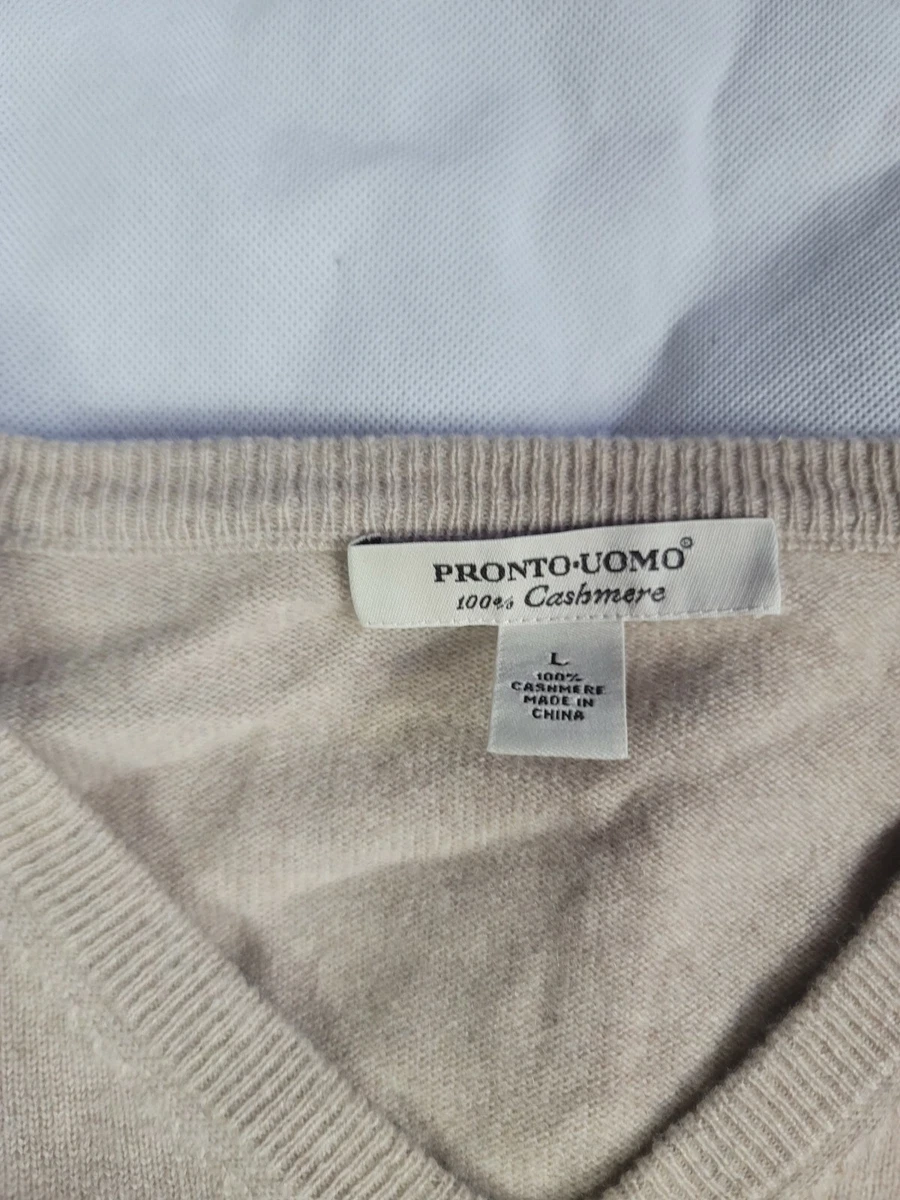 PRONTO•UOMO®
100% Cashmere
L
100%
CASHMERE
MADE IN
CHINA